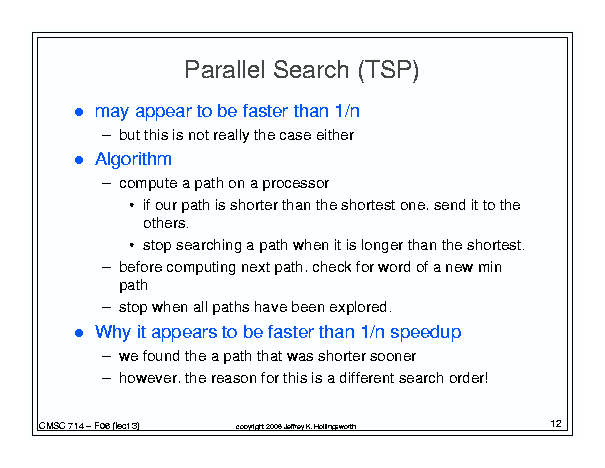 Parallel Search (TSP)
● may appear to be faster than 1/n
– but this is not really the case either
● Algorithm
– compute a path on a processor
• if our path is shorter than the shortest one, send it to the
others.
• stop searching a path when it is longer than the shortest.
– before computing next path, check for word of a new min
path
– stop when all paths have been explored.
● Why it appears to be faster than 1/n speedup
– we found the a path that was shorter sooner
– however, the reason for this is a different search order!
CMSC 714 – F06 (lect 3)
copyright 2006 Jeffrey K. Hollingsworth
12